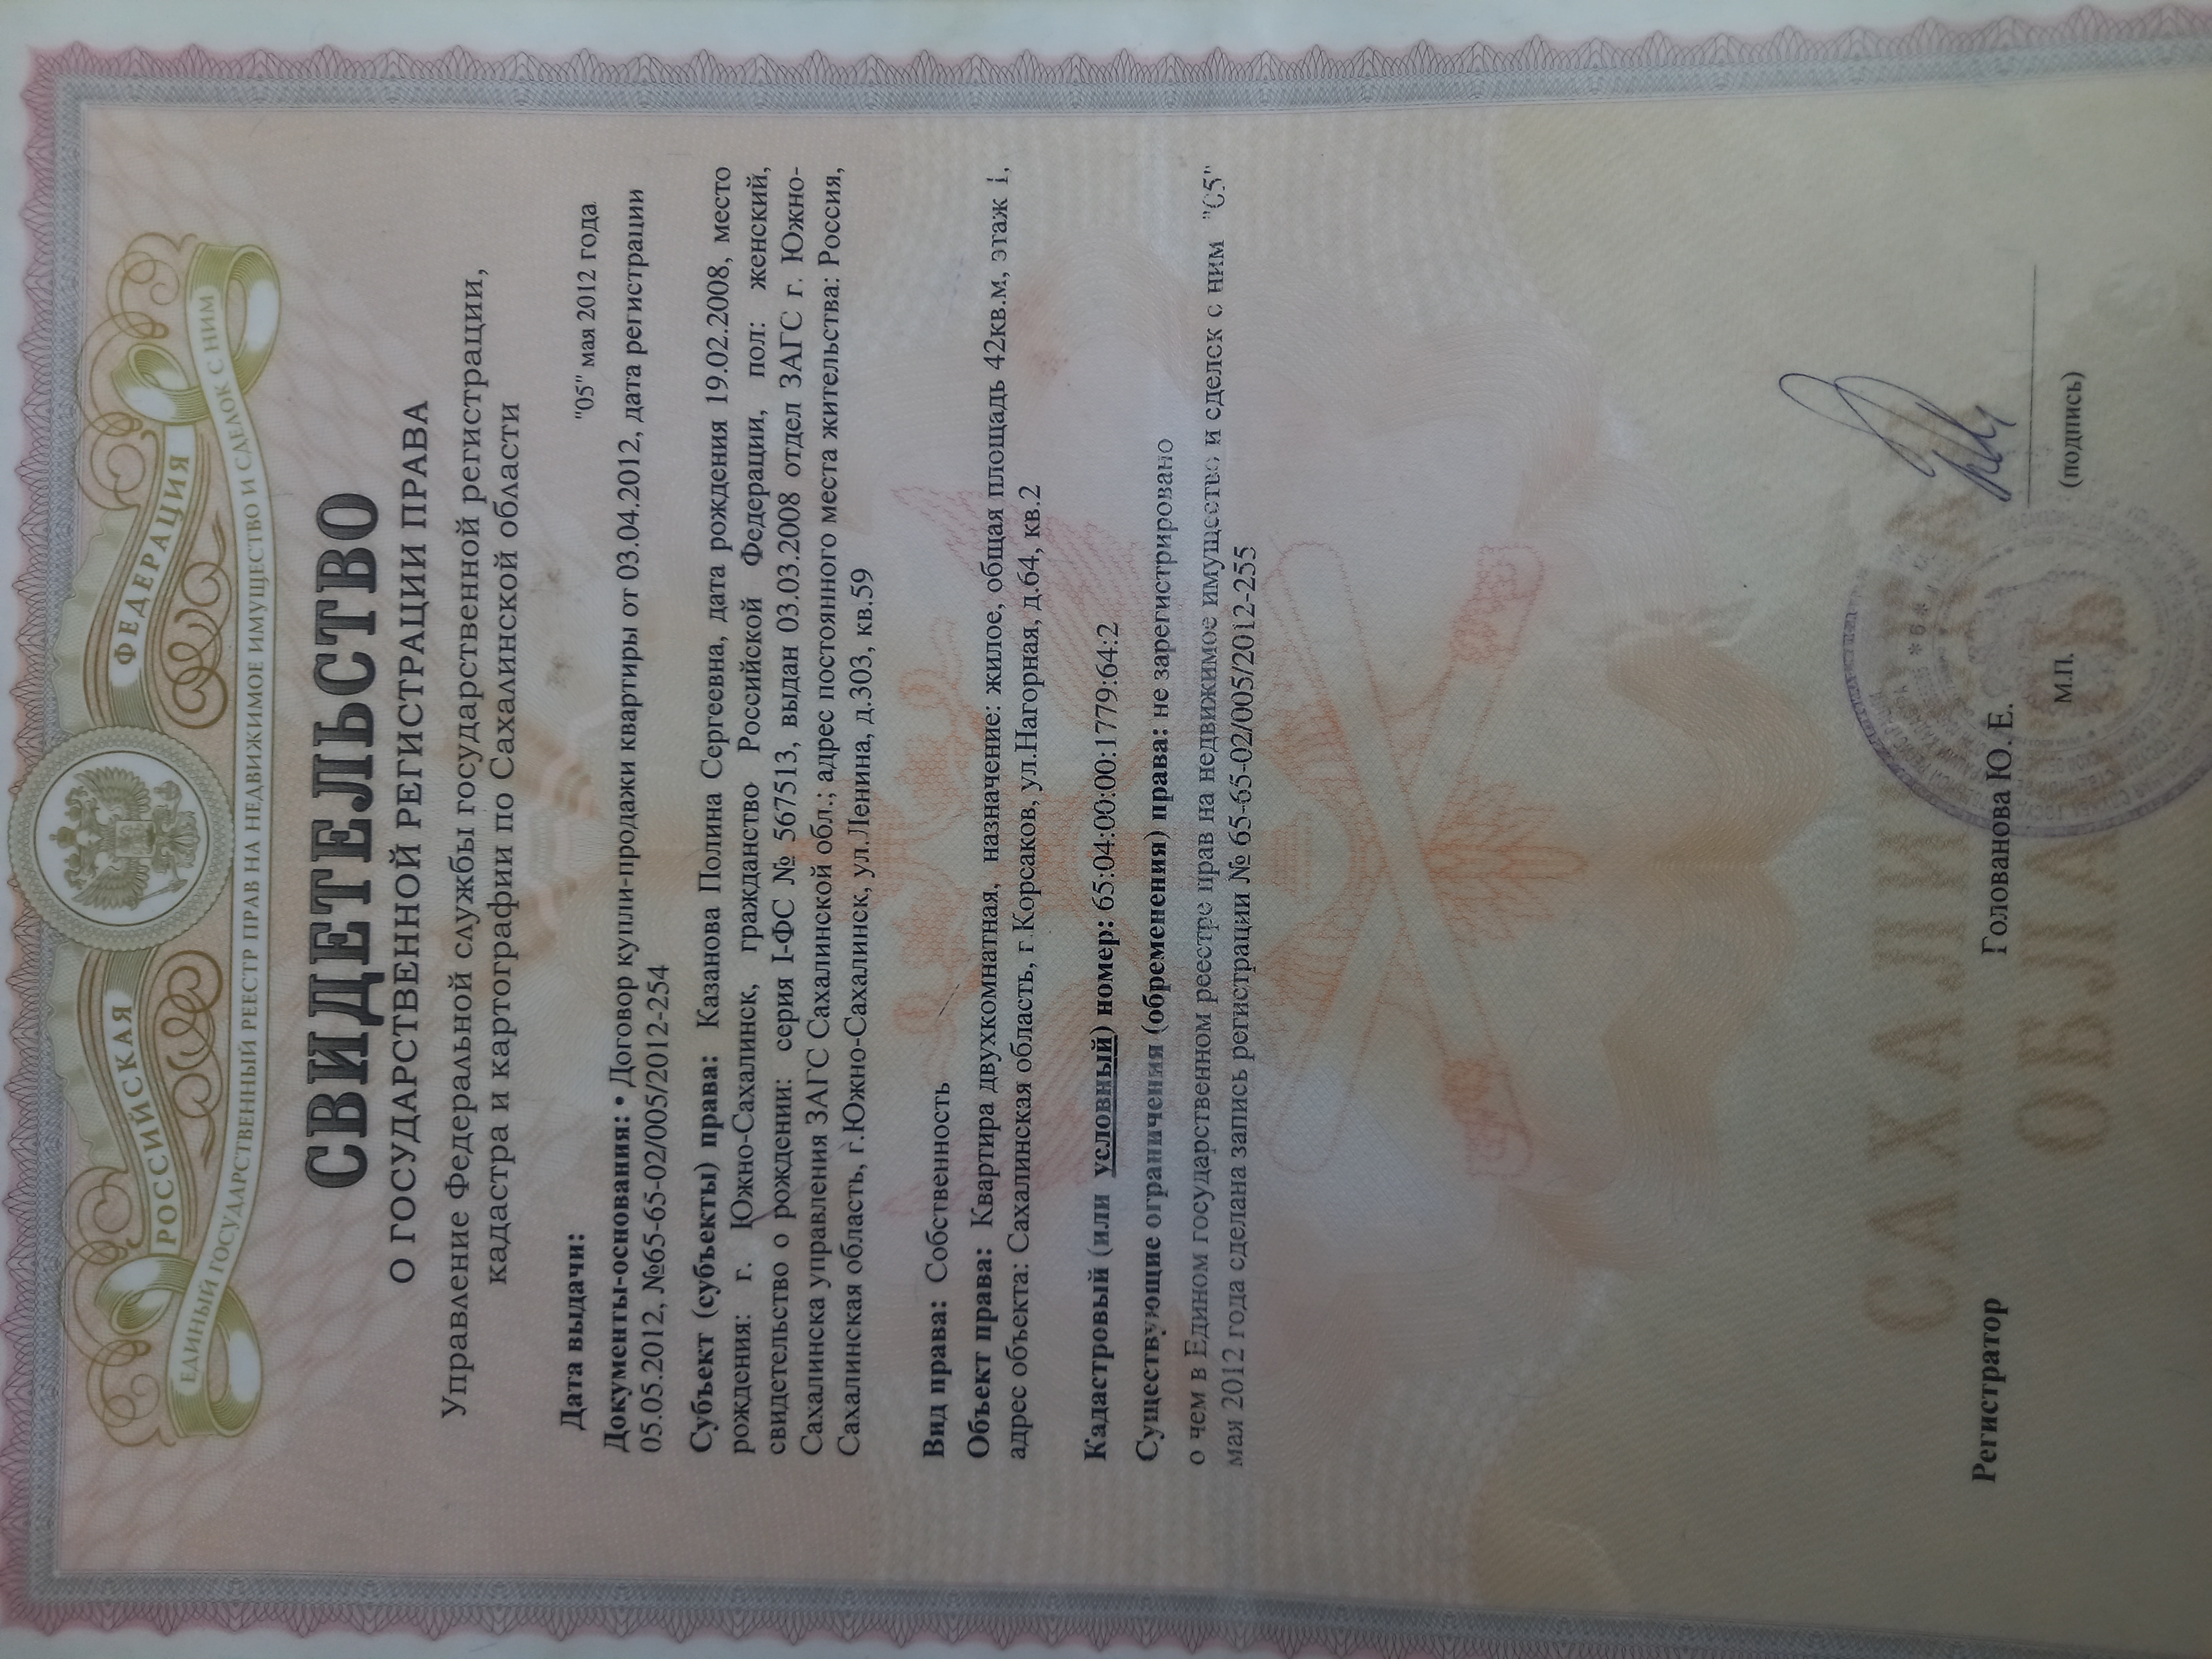 РОССИЙСКАЯ ФЕДЕРАЦИЯ
ЕДИНЫЙ ГОСУДАРСТВЕННЫЙ РЕЕСТР ПРАВ НА НЕДВИЖИМОЕ ИМУЩЕСТВО И СДЕЛОК С НИМ
СВИДЕТЕЛЬСТВО
О ГОСУДАРСТВЕННОЙ РЕГИСТРАЦИИ ПРАВА
Управление Федеральной службы государственной регистрации,
кадастра и картографии по Сахалинской области
Дата выдачи: "05" мая 2012 года
Документы-основания: • Договор купли-продажи квартиры от 03.04.2012, дата регистрации
05.05.2012, №65-65-02/005/2012-254
Субъект (субъекты) права: Казанова Полина Сергеевна, дата рождения 19.02.2008, место
рождения: г. Южно-Сахалинск, гражданство Российской Федерации, пол: женский,
свидетельство о рождении: серия I-ФС № 567513, выдан 03.03.2008 отдел ЗАГС г. Южно-
Сахалинска управления ЗАГС Сахалинской обл.; адрес постоянного места жительства: Россия,
Сахалинская область, г.Южно-Сахалинск, ул.Ленина, д.303, кв.59
Вид права: Собственность
Объект права: Квартира двухкомнатная, назначение: жилое, общая площадь 42кв.м, этаж 1,
адрес объекта: Сахалинская область, г.Корсаков, ул.Нагорная, д.64, кв.2
Кадастровый (или условный) номер: 65:04:00:00:1779:64:2
Существующие ограничения (обременения) права: не зарегистрировано
о чем в Едином государственном реестре прав на недвижимое имущество и сделок с ним "05"
мая 2012 года сделана запись регистрации № 65-65-02/005/2012-255
САХАЛИНСКАЯ
ОБЛАСТЬ
Регистратор Голованова Ю. Е.
М.П. (подпись)